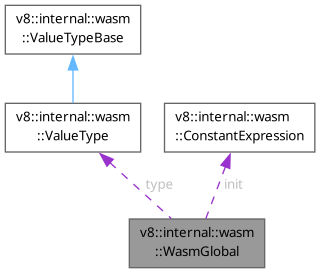 v8::internal::wasm
::ValueTypeBase
v8::internal::wasm
::ValueType
v8::internal::wasm
::ConstantExpression
type
init
v8::internal::wasm
::WasmGlobal